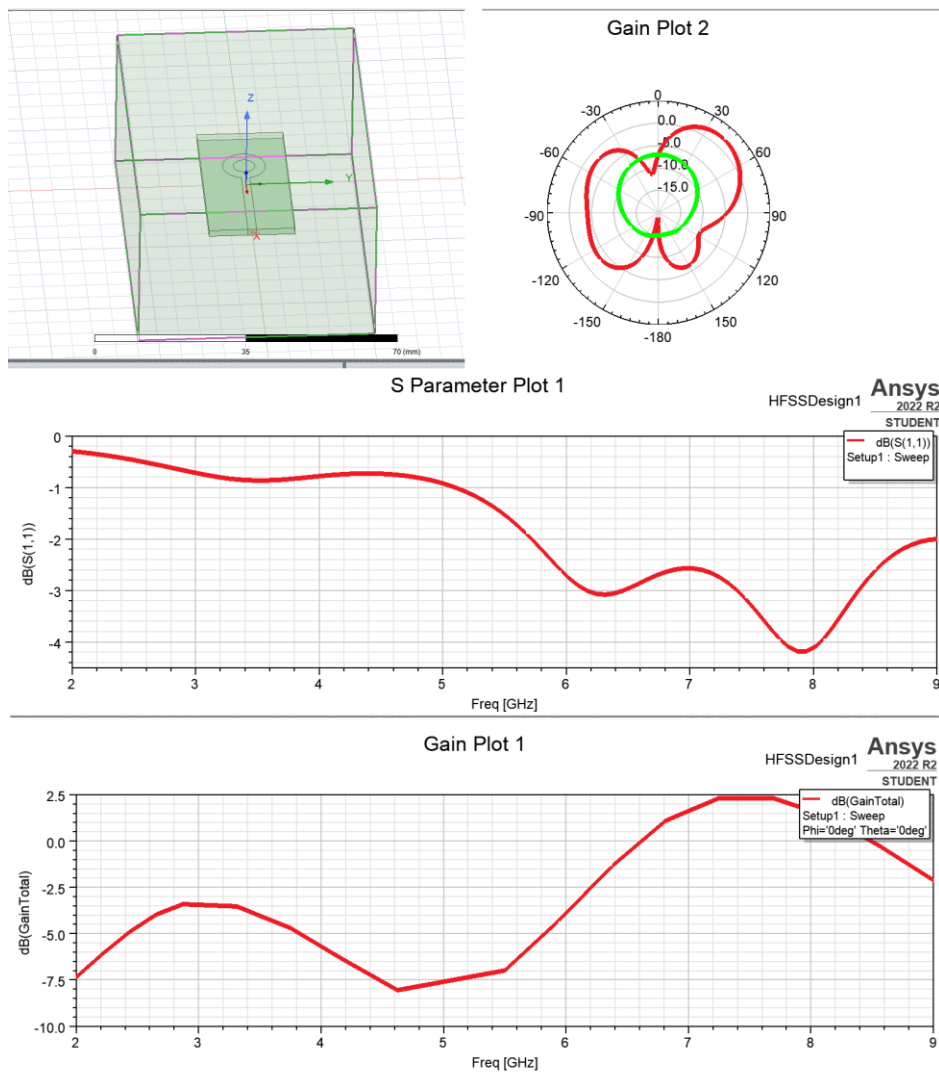 Z
Y
X
0
35
70 (mm)
Gain Plot 2
0
-30
30
0.0
-5.0
-60
60
-10.0
-15.0
-90
90
-120
120
-150
150
-180
S Parameter Plot 1
HFSSDesign1
Ansys
2022 R2
STUDENT
dB(S(1,1))
Setup1 : Sweep
0
-1
-2
-3
-4
dB(S(1,1))
2
3
4
5
6
7
8
9
Freq [GHz]
Gain Plot 1
HFSSDesign1
Ansys
2022 R2
STUDENT
dB(GainTotal)
Setup1 : Sweep
Phi='0deg' Theta='0deg'
2.5
0.0
-2.5
-5.0
-7.5
-10.0
dB(GainTotal)
2
3
4
5
6
7
8
9
Freq [GHz]